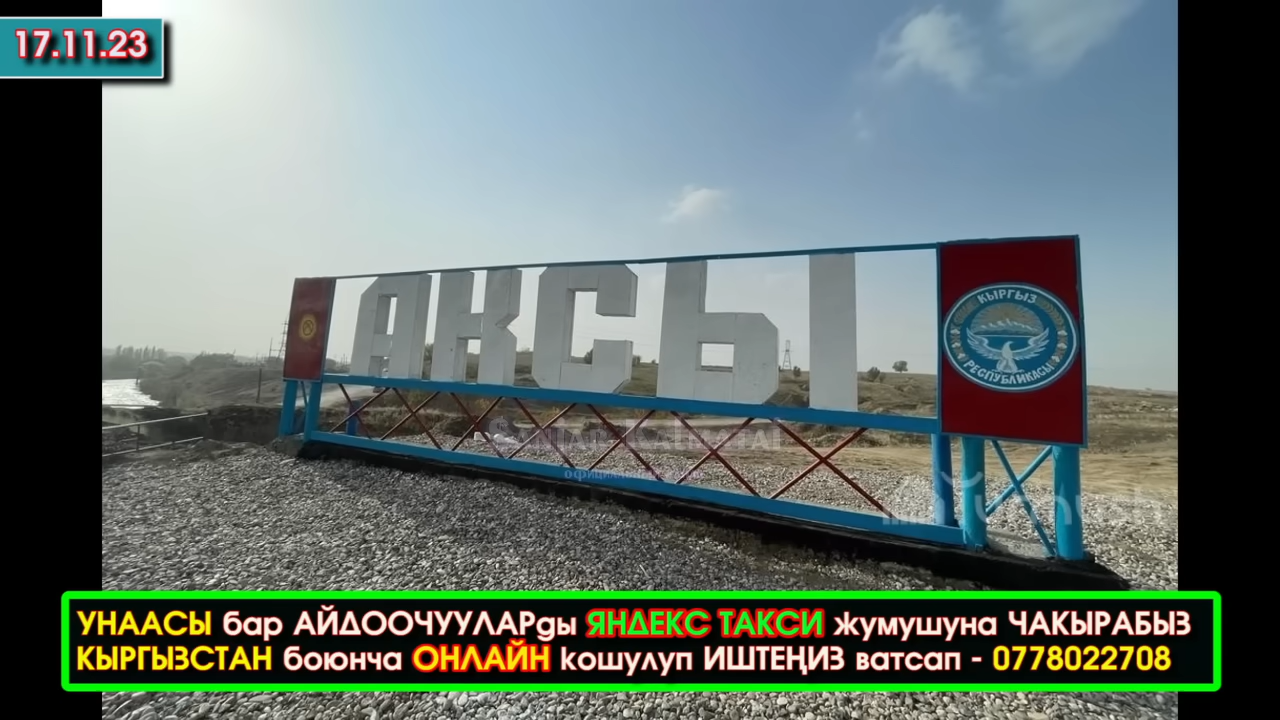 17.11.23
АКСЫ
КЫРГЫЗ
РЕСПУБЛИКАСЫ
УНААСЫ бар АЙДООЧУУЛАРды ЯНДЕКС ТАКСИ жумушуна ЧАКЫРАБЫЗ
КЫРГЫЗСТАН боюнча ОНЛАЙН кошулуп ИШТЕҢИЗ ватсап - 0778022708